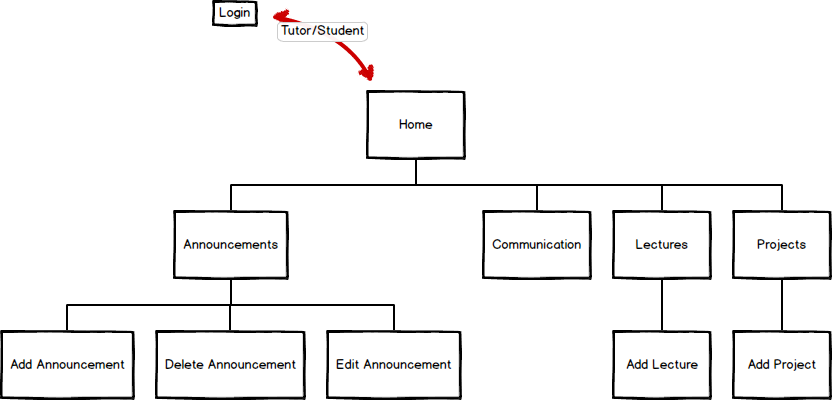 Login
Tutor/Student
Home
Announcements
Communication
Lectures
Projects
Add Announcement
Delete Announcement
Edit Announcement
Add Lecture
Add Project